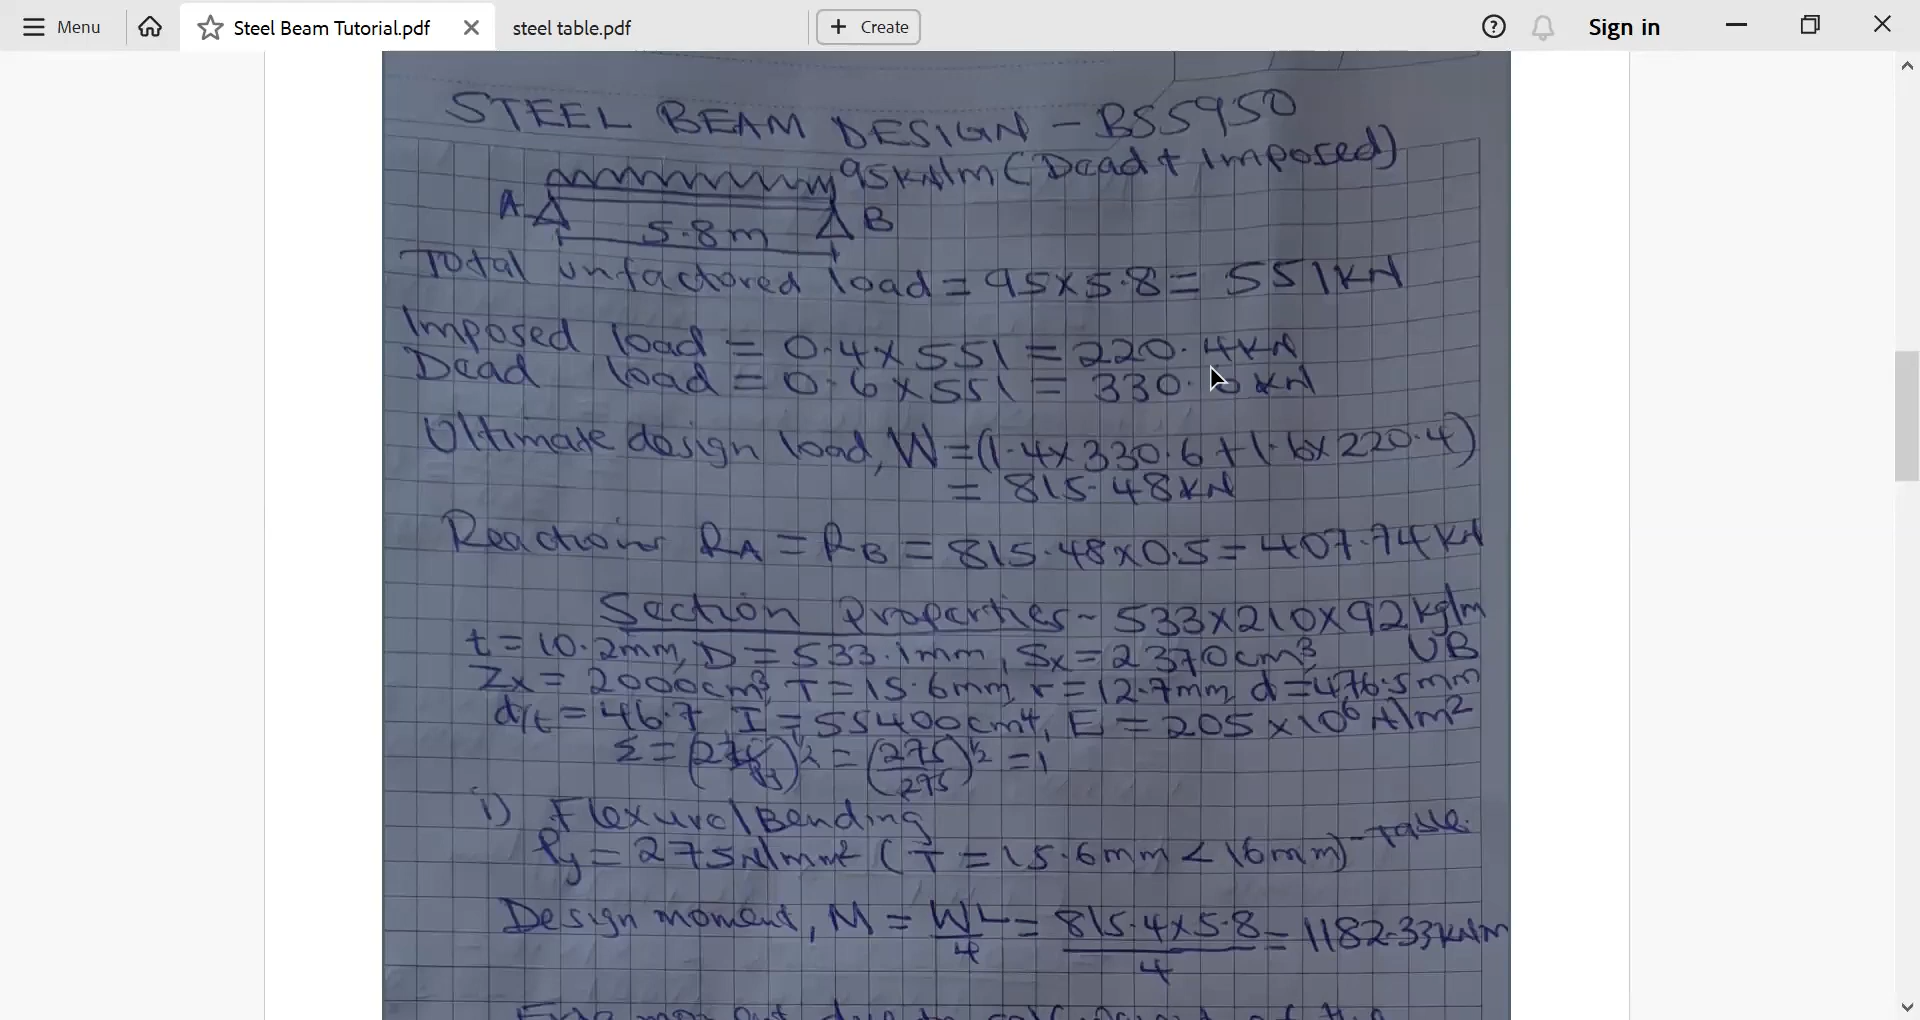 Menu
Steel Beam Tutorial.pdf
steel table.pdf
+ Create
Sign in
STEEL BEAM DESIGN - BS5950
95kN/m (Dead + Imposed)
A B
5.8m
Total unfactored load = 95x5.8 = 551kN
Imposed load = 0.4x551 = 220.4kN
Dead load = 0.6x551 = 330.6kN
Ultimate design load, W = (1.4x330.6+1.6x220.4)
= 815.48kN
Reactions RA = RB = 815.48x0.5 = 407.74kN
Section Properties - 533x210x92kg/m
UB
t = 10.2mm, D = 533.1mm, Sx = 2370cm³
Zx = 2000cm³, T = 15.6mm, r = 12.7mm, d = 476.5mm
d/t = 46.7, I = 55400cm⁴, E = 205x10⁶N/m²
Σ = (275/Py)^½ = (275/275)^½ = 1
i) Flexural Bending
Py = 275N/mm² (T = 15.6mm < 16mm) - Table
Design moment, M = WL/4 = 815.4x5.8/4 = 1182.33kNm